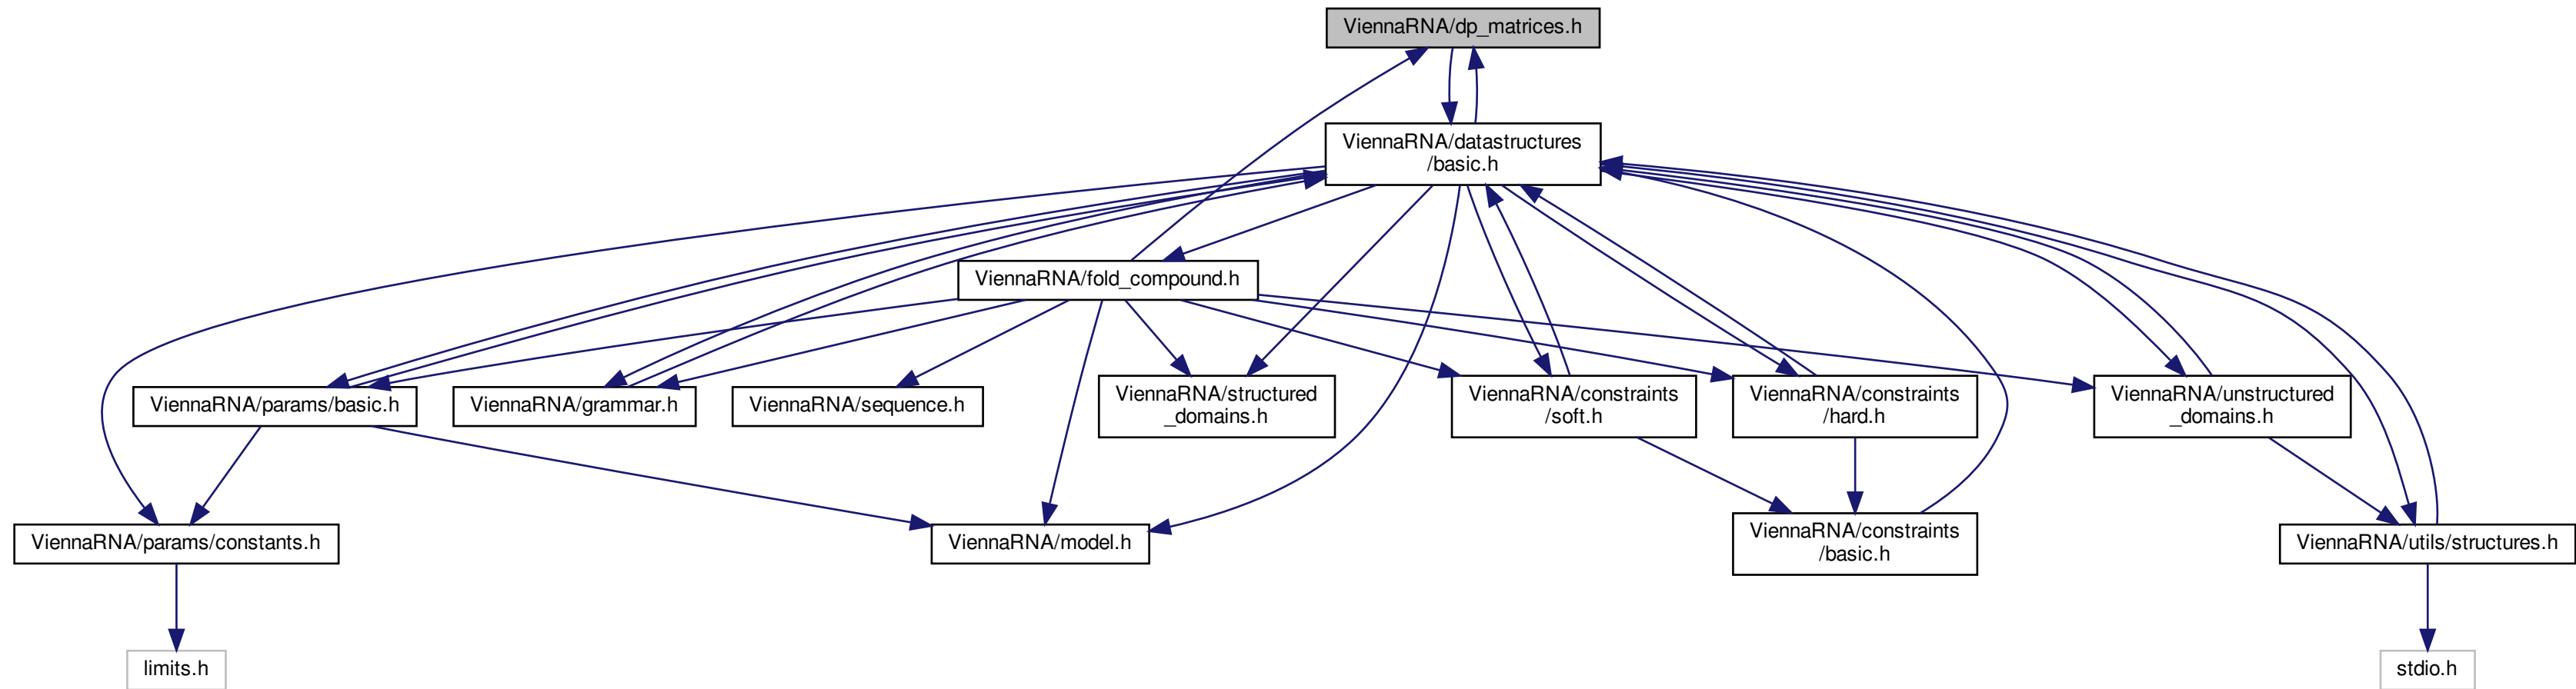 ViennaRNA/dp_matrices.h
ViennaRNA/datastructures
/basic.h
ViennaRNA/fold_compound.h
ViennaRNA/params/basic.h
ViennaRNA/grammar.h
ViennaRNA/sequence.h
ViennaRNA/structured
_domains.h
ViennaRNA/constraints
/soft.h
ViennaRNA/constraints
/hard.h
ViennaRNA/unstructured
_domains.h
ViennaRNA/params/constants.h
ViennaRNA/model.h
ViennaRNA/constraints
/basic.h
ViennaRNA/utils/structures.h
limits.h
stdio.h